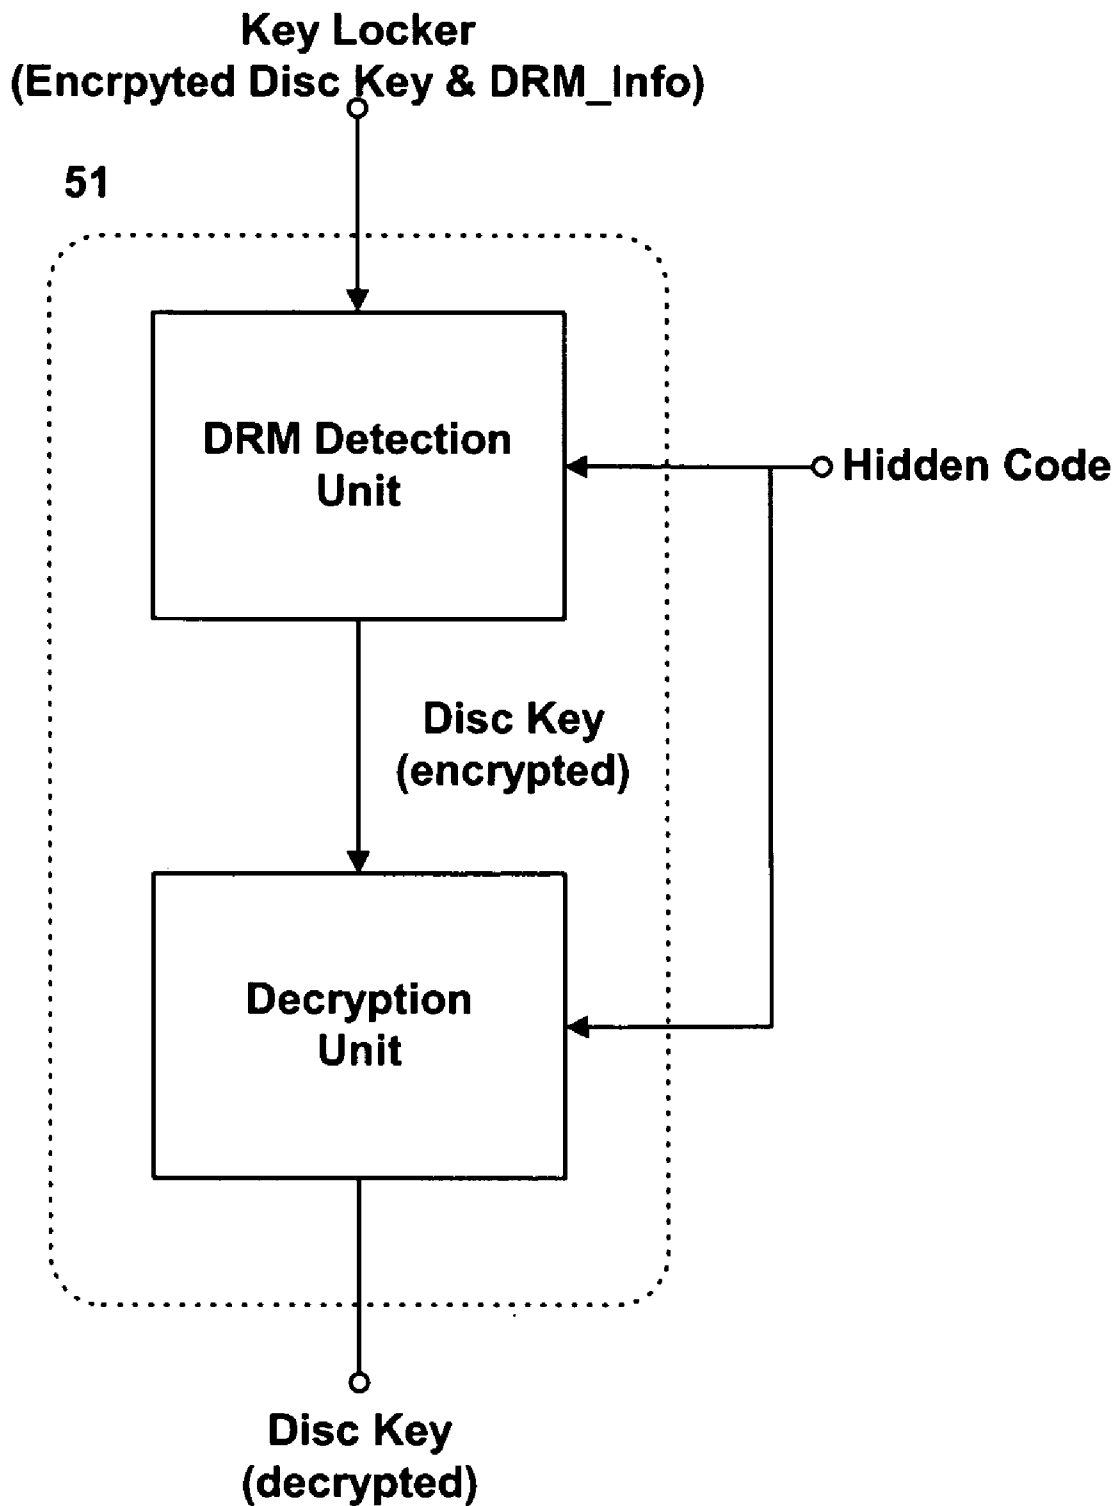 Key Locker
(Encrpyted Disc Key & DRM_Info)
51
DRM Detection
Unit
Hidden Code
Disc Key
(encrypted)
Decryption
Unit
Disc Key
(decrypted)